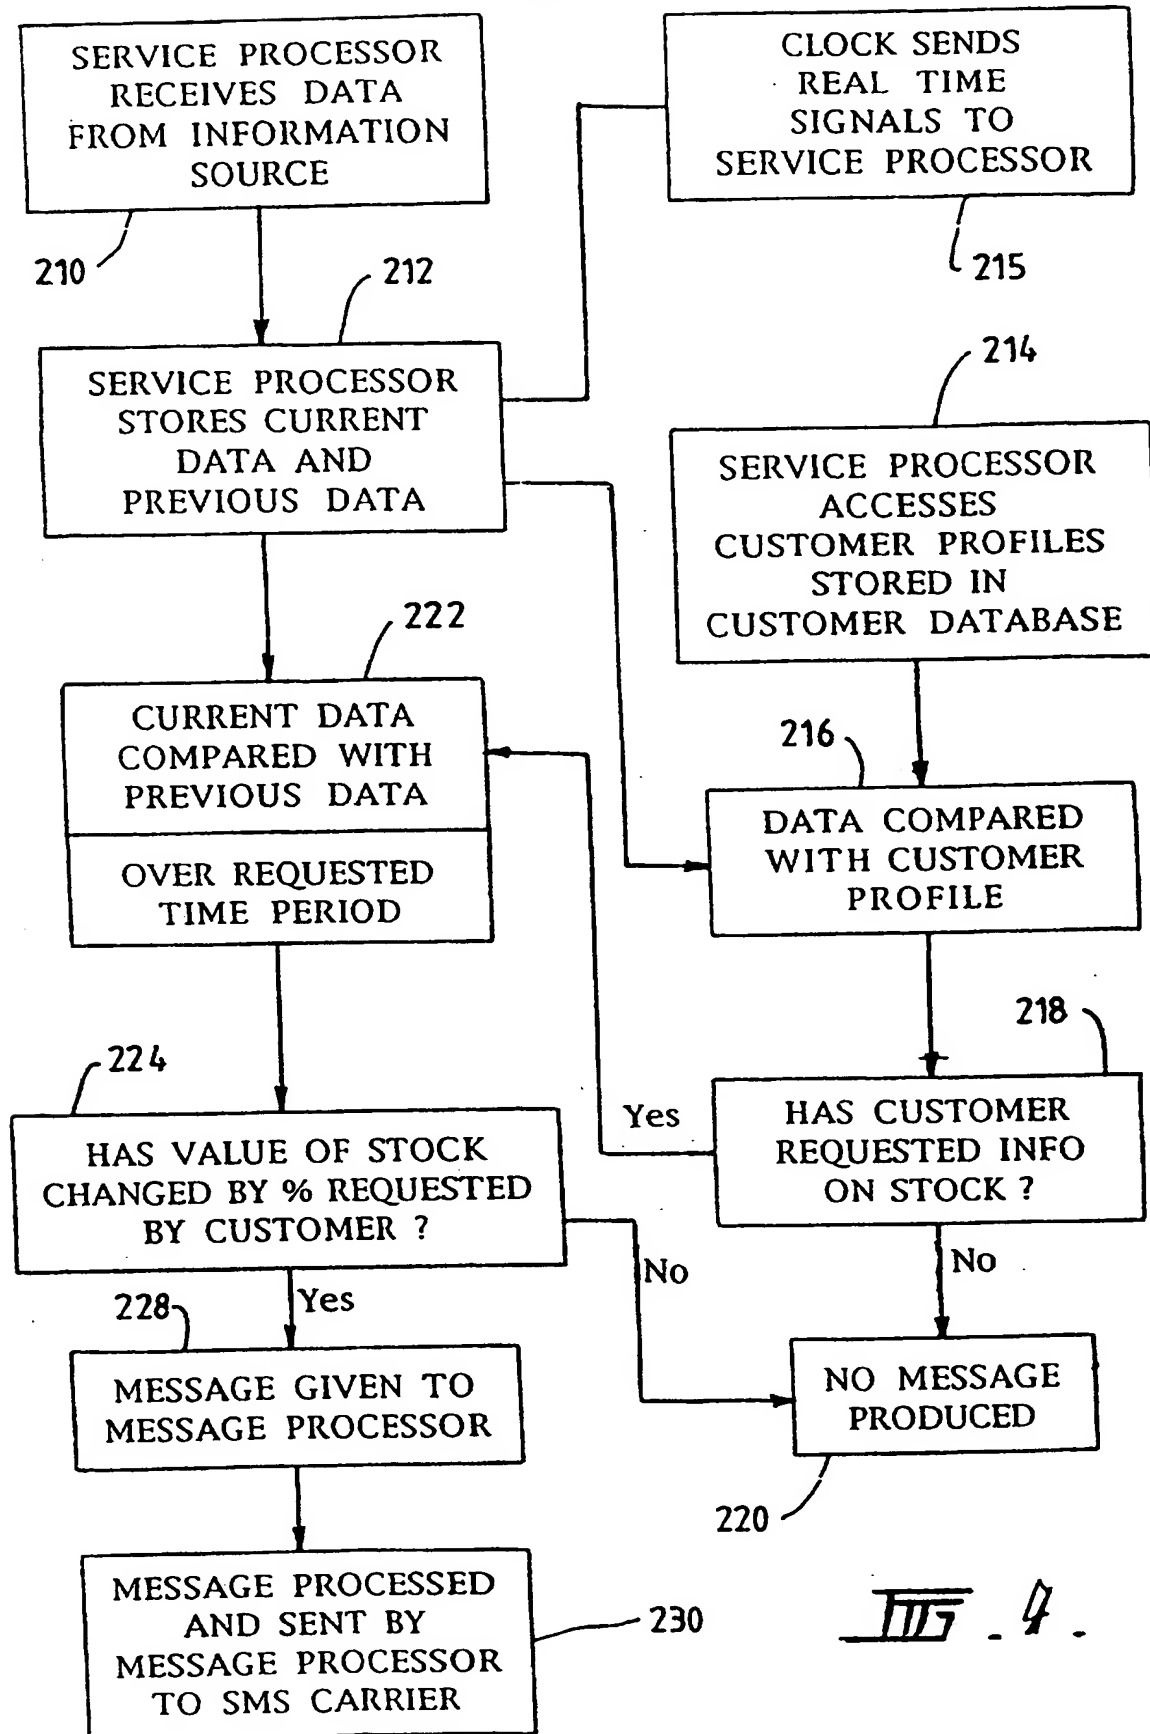 SERVICE PROCESSOR
RECEIVES DATA
FROM INFORMATION
SOURCE
210
CLOCK SENDS
REAL TIME
SIGNALS TO
SERVICE PROCESSOR
215
212
SERVICE PROCESSOR
STORES CURRENT
DATA AND
PREVIOUS DATA
214
SERVICE PROCESSOR
ACCESSES
CUSTOMER PROFILES
STORED IN
CUSTOMER DATABASE
222
CURRENT DATA
COMPARED WITH
PREVIOUS DATA
OVER REQUESTED
TIME PERIOD
216
DATA COMPARED
WITH CUSTOMER
PROFILE
218
HAS CUSTOMER
REQUESTED INFO
ON STOCK ?
Yes
No
224
HAS VALUE OF STOCK
CHANGED BY % REQUESTED
BY CUSTOMER ?
No
Yes
228
MESSAGE GIVEN TO
MESSAGE PROCESSOR
NO MESSAGE
PRODUCED
220
MESSAGE PROCESSED
AND SENT BY
MESSAGE PROCESSOR
TO SMS CARRIER
230
FIG. 4.